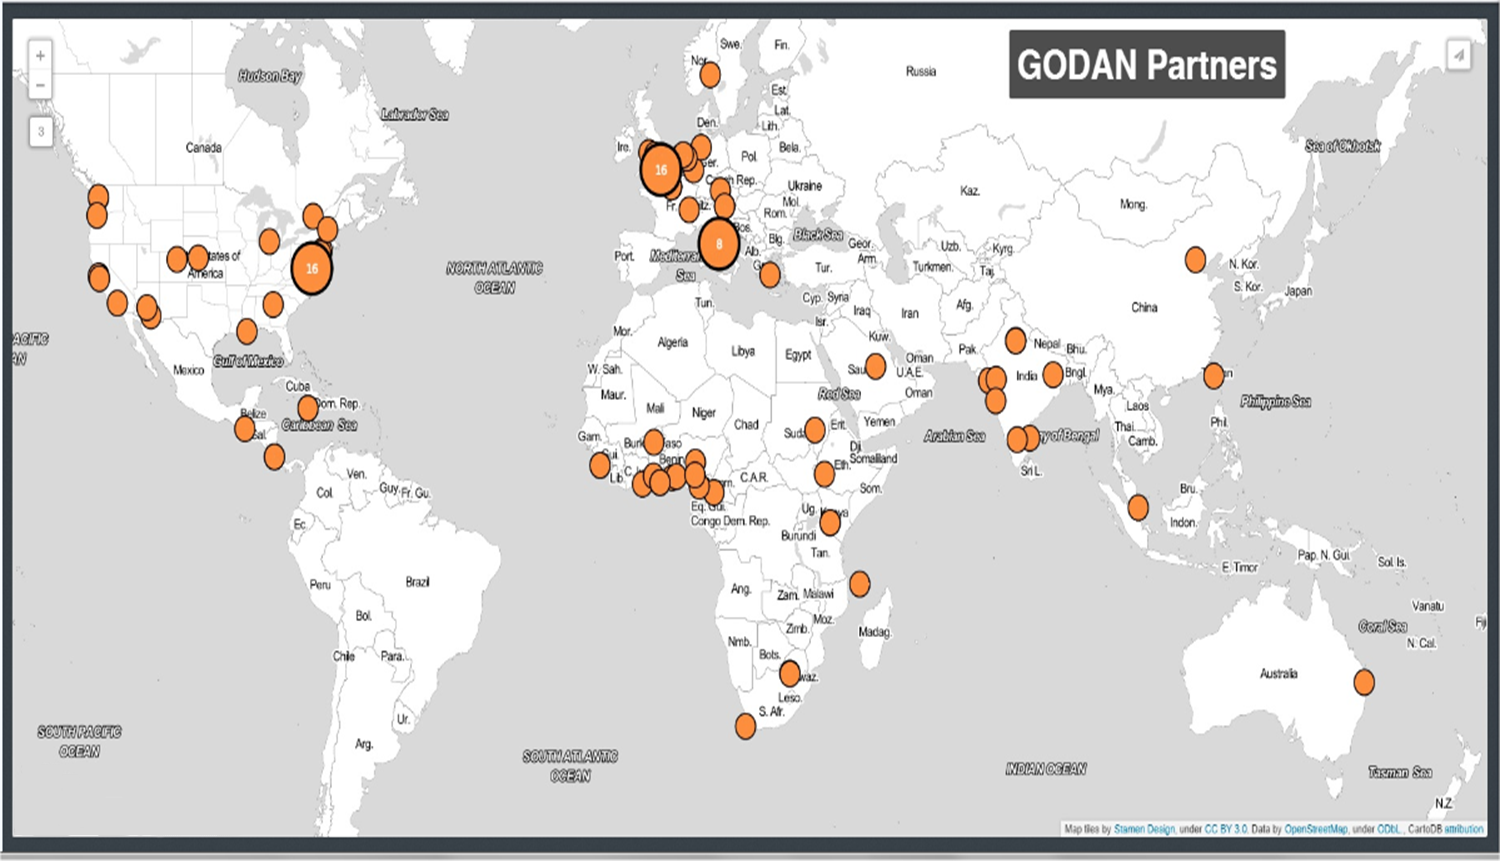 GODAN Partners
+
−
3
Swe.
Fin.
Nor.
Russia
Hudson Bay
Labrador Sea
Est.
Lat.
Lith.
Den.
Sea of Okhotsk
Canada
Ire.
Bela.
Pol.
Ger.
16
Rep.
Ukraine
Kaz.
Mong.
Fr.
Mol.
Rom.
Bos.
Blg.
Black Sea
8
Port.
Alb.
Geor.
Arm.
Uzb.
Kyrg.
Tur.
Turkmen.
Taj.
N. Kor.
S. Kor.
Japan
China
NORTH ATLANTIC
OCEAN
Sea
16
America
Tun.
Cyp.
Syria
Isr.
Iraq
Iran
Afg.
Mor.
Algeria
Libya
Egypt
Kuw.
Pak.
Nepal
Bhu.
Mexico
Gulf of Mexico
W. Sah.
Oman
U.A.E.
India
Bngl.
Mya.
Cuba
Dom. Rep.
Maur.
Red Sea
Oman
Laos
Philippine Sea
Belize
Caribbean Sea
Mali
Niger
Chad
Erit.
Yemen
Arabian Sea
Thai.
Camb.
Phil.
Gam.
Benin
Dji.
Somaliland
Eth.
Sri L.
Ven.
Guy.
Fr. Gu.
Col.
Lib.
C.A.R.
Som.
Bru.
Indon.
Ec.
Eq. Gui.
Congo
Dem. Rep.
Ug.
Burundi
Tan.
Pap. N. Gui.
Sol. Is.
E. Timor
Peru
Brazil
Ang.
Zam.
Malawi
Vanatu
Bol.
Zimb.
Moz.
Madag.
Coral Sea
N. Cal.
Chile
Para.
Nmb.
Bots.
Australia
Leso.
S. Afr.
Ur.
Arg.
SOUTH PACIFIC
OCEAN
SOUTH ATLANTIC
OCEAN
INDIAN OCEAN
Tasman Sea
N.Z.
Map tiles by Stamen Design, under CC BY 3.0. Data by OpenStreetMap, under ODbL., CartoDB attribution